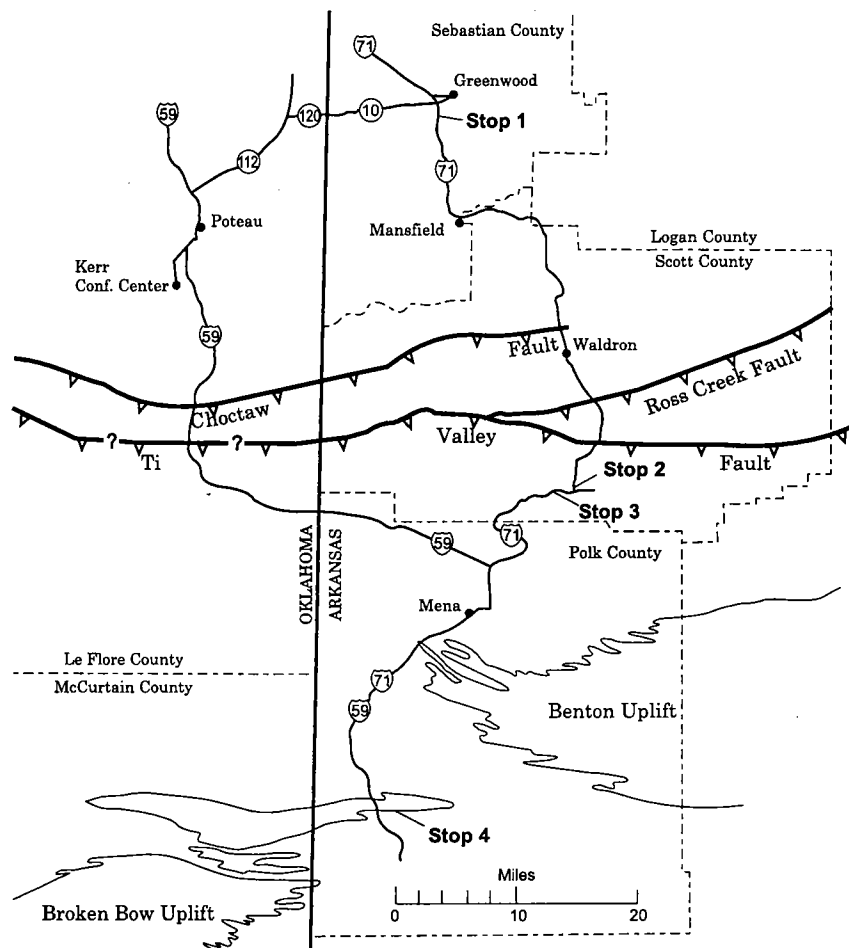 71
Sebastian County
Greenwood
59
120
10
Stop 1
112
71
Poteau
Mansfield
Logan County
Scott County
Kerr
Conf. Center
59
Fault
Waldron
Choctaw
Ross Creek Fault
?
?
Valley
Ti
Fault
Stop 2
Stop 3
59
71
Polk County
OKLAHOMA
ARKANSAS
Mena
Le Flore County
McCurtain County
71
59
Benton Uplift
Stop 4
Miles
Broken Bow Uplift
0
10
20